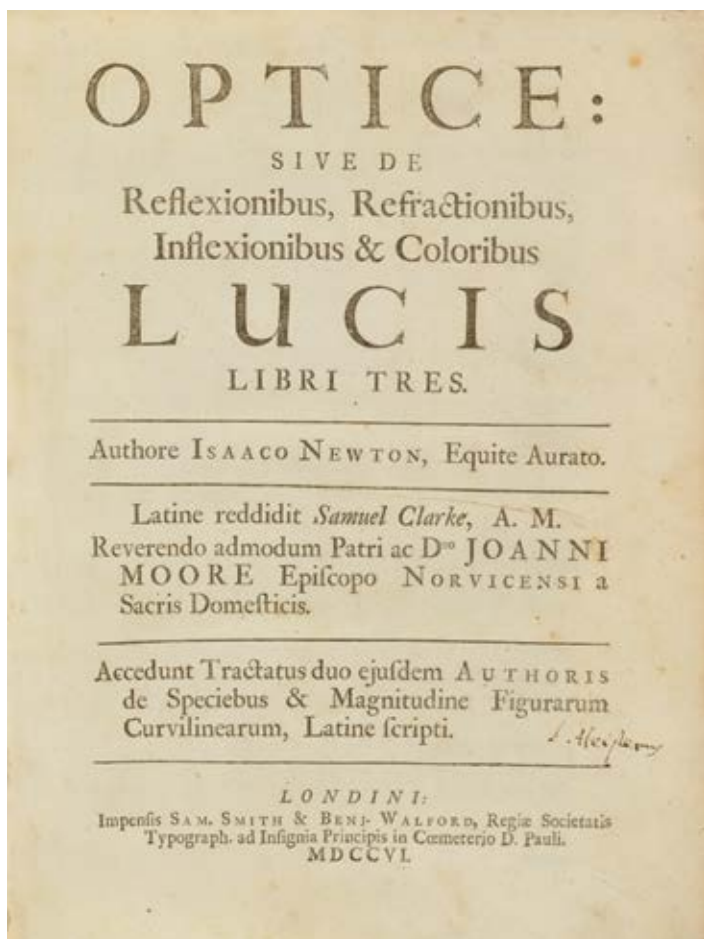 OPTICE:
SIVE DE
Reflexionibus, Refractionibus,
Inflexionibus & Coloribus
LUCIS
LIBRI TRES.
Authore ISAACO NEWTON, Equite Aurato.
Latine reddidit Samuel Clarke, A. M.
Reverendo admodum Patri ac Dno JOANNI
MOORE Epiſcopo NORVICENSI a
Sacris Domeſticis.
Accedunt Tractatus duo ejuſdem AUTHORIS
de Speciebus & Magnitudine Figurarum
Curvilinearum, Latine ſcripti.
LONDINI:
Impenſis SAM. SMITH & BENJ. WALFORD, Regiæ Societatis
Typograph. ad Inſignia Principis in Cœmeterio D. Pauli.
MDCCVI.